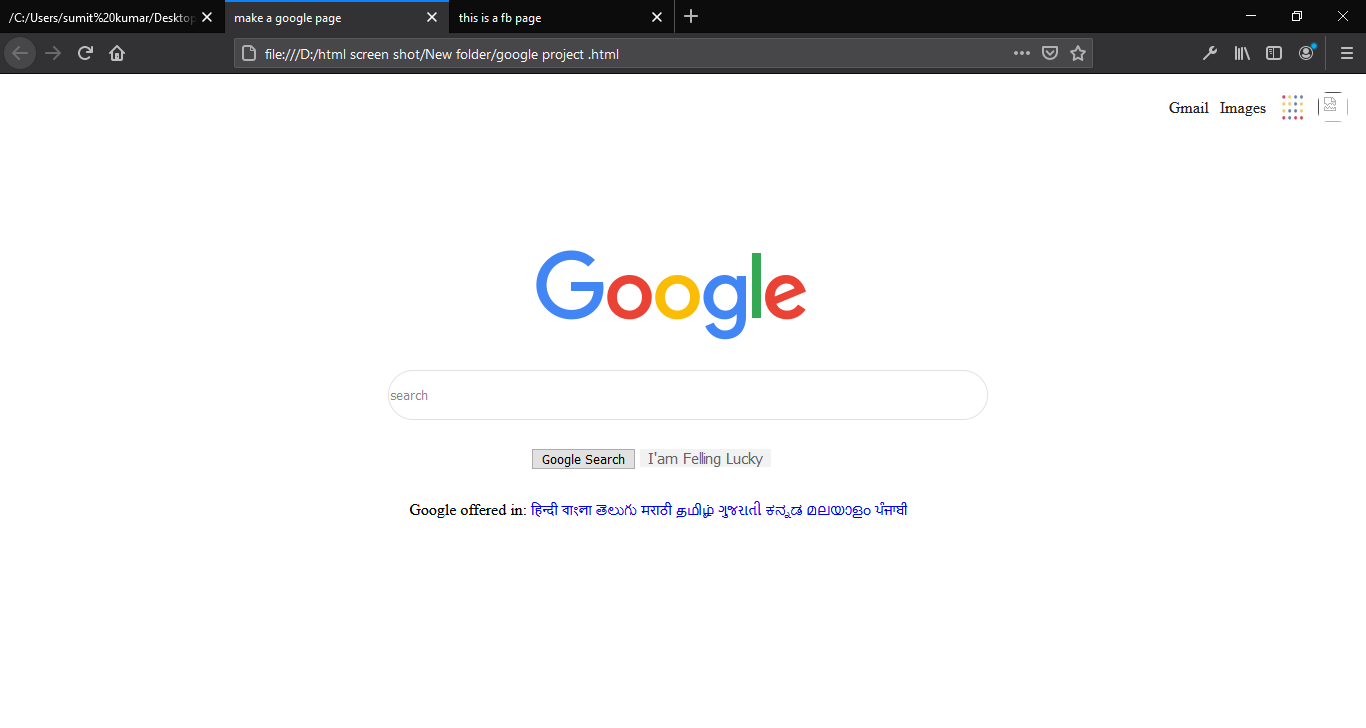 /C:/Users/sumit%20kumar/Desktop
make a google page
this is a fb page
file:///D:/html screen shot/New folder/google project .html
Gmail Images
Google
search
Google Search I'am Felling Lucky
Google offered in: हिन्दी বাংলা తెలుగు मराठी தமிழ் ગુજરાતી ಕನ್ನಡ മലയാളം ਪੰਜਾਬੀ